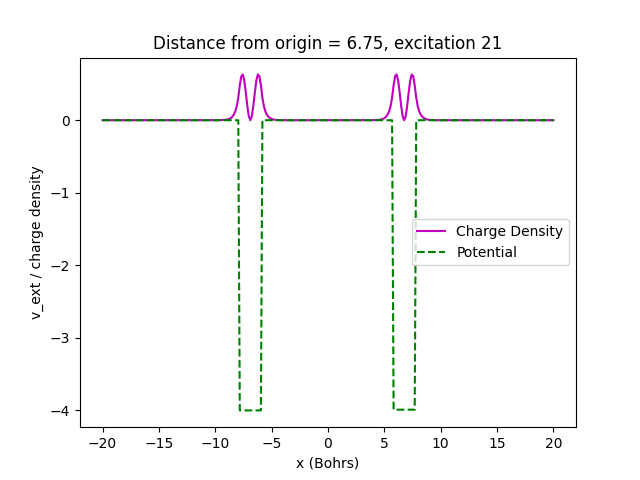 Distance from origin = 6.75, excitation 21
v_ext / charge density
0
−1
−2
−3
−4
Charge Density
Potential
−20 −15 −10 −5 0 5 10 15 20
x (Bohrs)